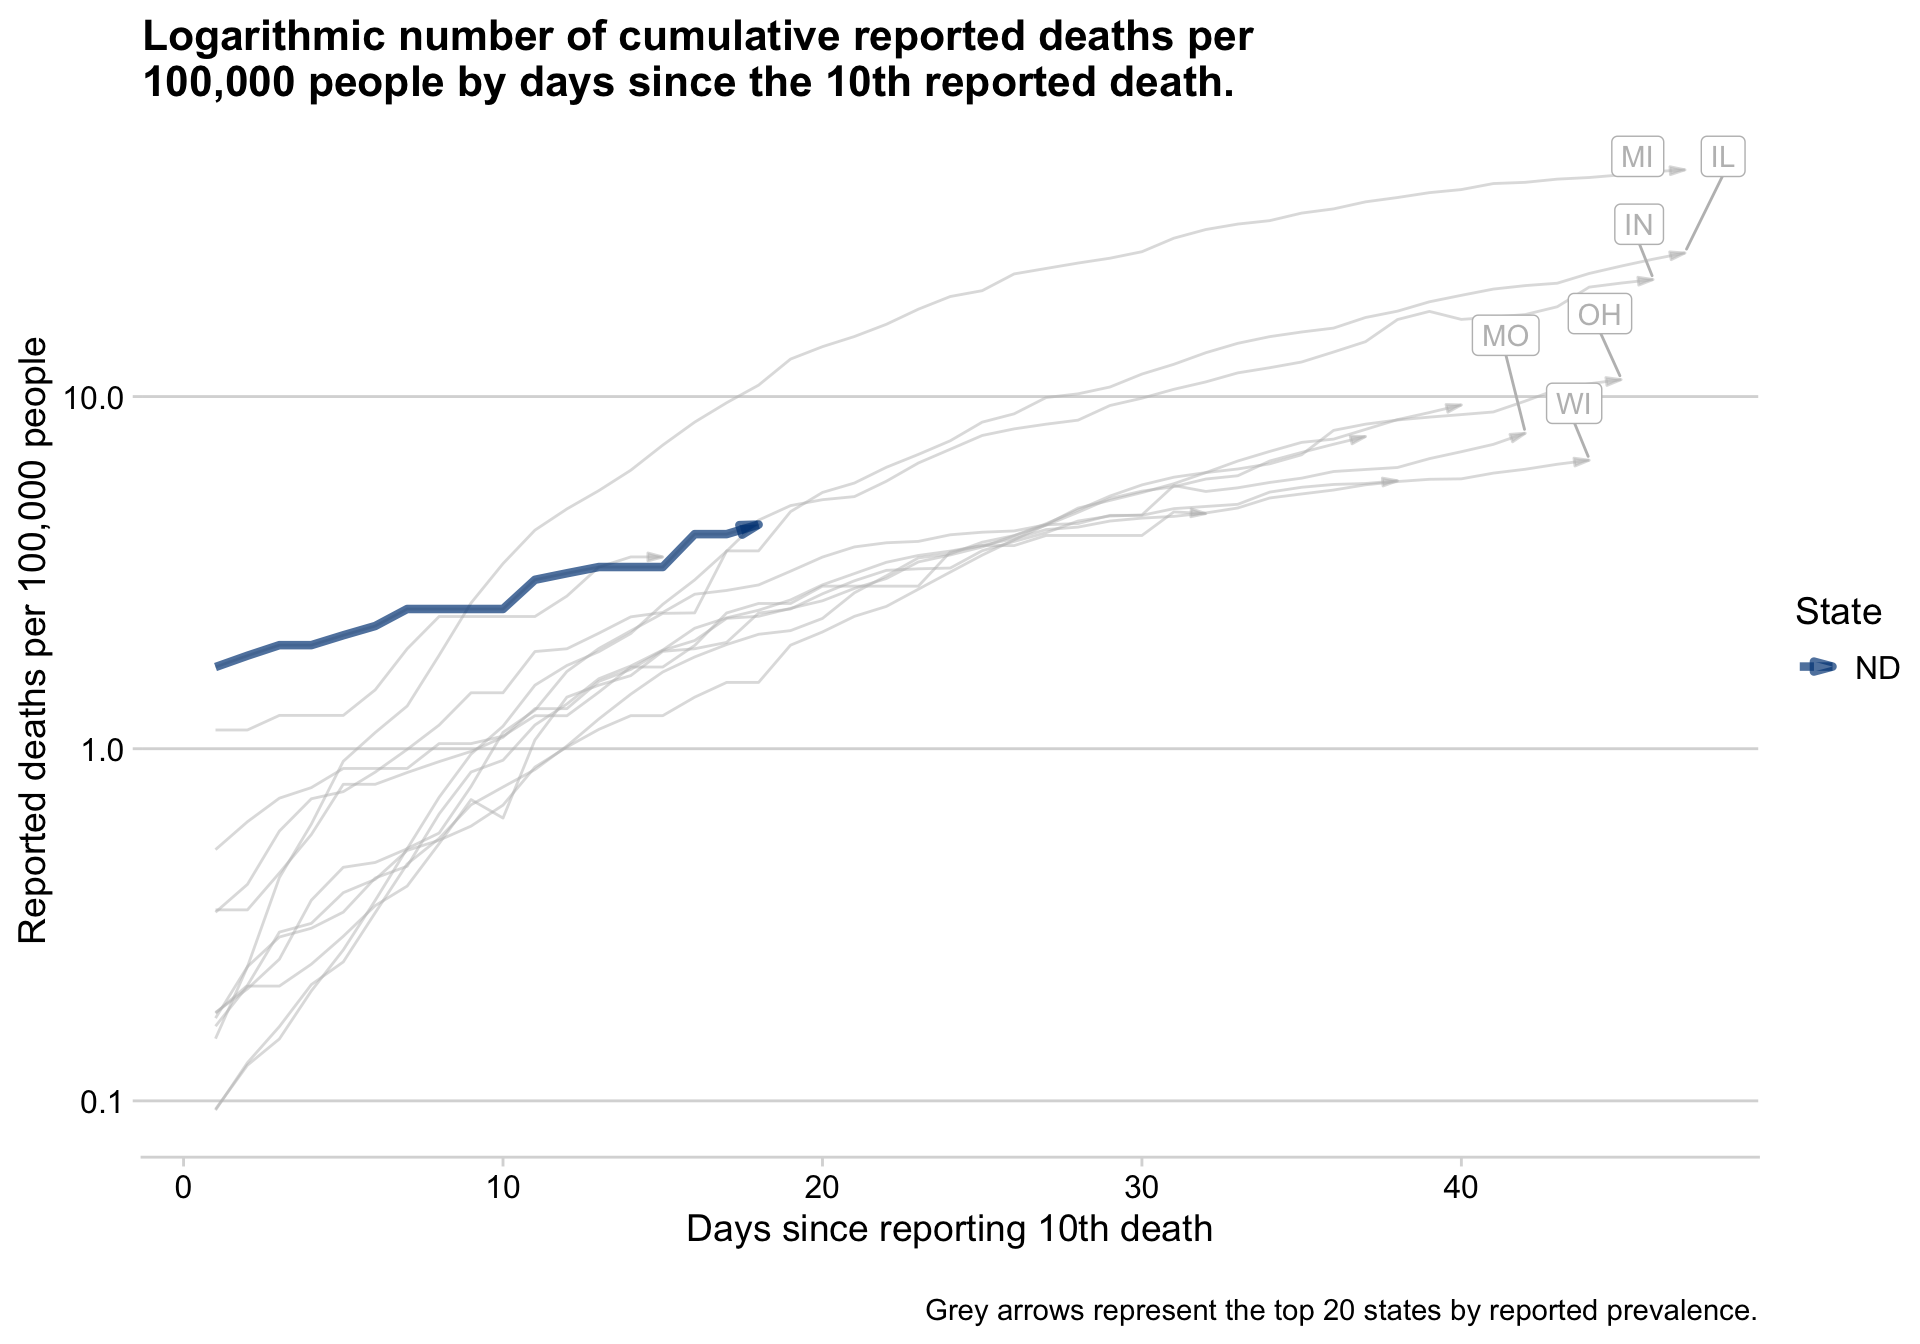 Logarithmic number of cumulative reported deaths per
100,000 people by days since the 10th reported death.
MI
IL
IN
OH
MO
WI
Reported deaths per 100,000 people
10.0
1.0
0.1
State
ND
0
10
20
30
40
Days since reporting 10th death
Grey arrows represent the top 20 states by reported prevalence.